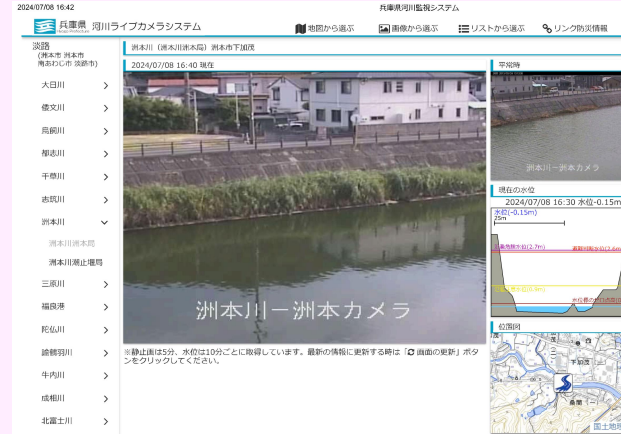 2024/07/08 16:42
兵庫県河川監視システム
兵庫県 河川ライブカメラシステム
地図から選ぶ
画像から選ぶ
リストから選ぶ
リンク防災情報
淡路
(洲本市 洲本市
南あわじ市 淡路市)
大日川
倭文川
鳥飼川
都志川
千草川
志筑川
洲本川
洲本川洲本局
洲本川潮止堰局
三原川
福良港
陀仏川
諭鶴羽川
牛内川
成相川
北富士川
洲本川（洲本川洲本局）洲本市下加茂
2024/07/08 16:40 現在
洲本川ー洲本カメラ
※静止画は5分、水位は10分ごとに取得しています。最新の情報に更新する時は「 画面の更新」ボタ
ンをクリックしてください。
平常時
洲本川ー洲本カメラ
現在の水位
2024/07/08 16:30 水位-0.15m
水位(-0.15m)
25m
位置図
下加茂
桑間
国土地理